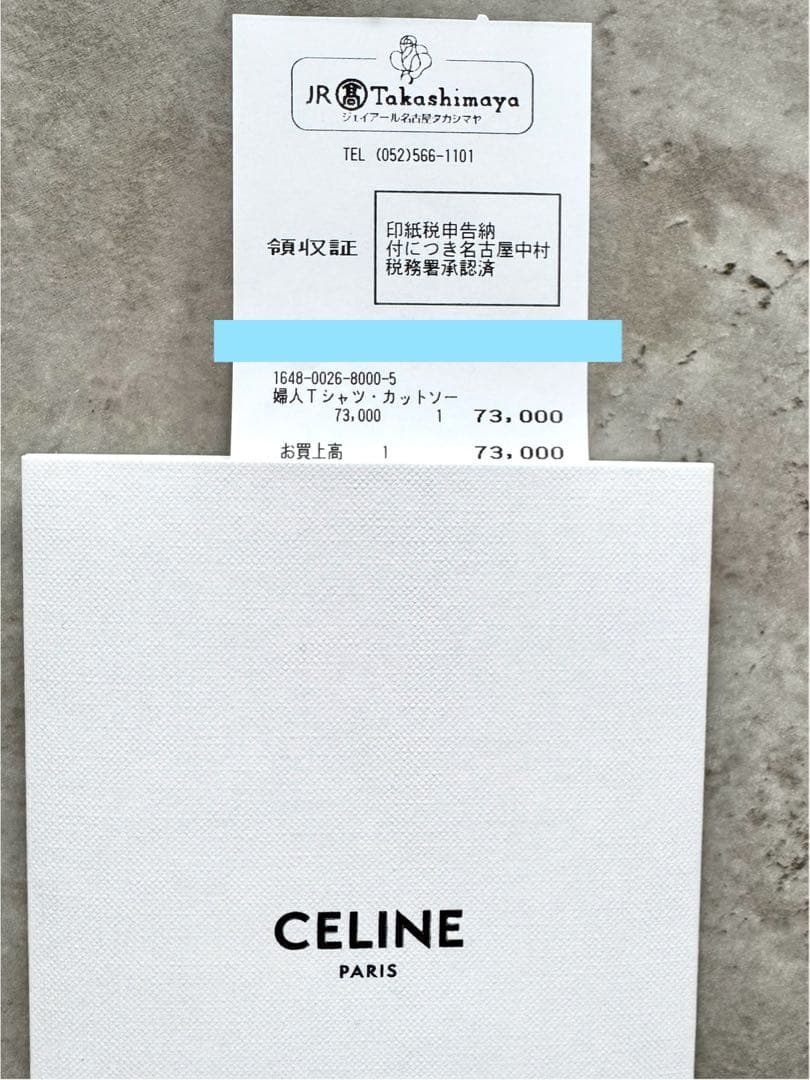 JR 髙 Takashimaya
ジェイアール名古屋タカシマヤ
TEL (052)566-1101
領収証
印紙税申告納
付につき名古屋中村
税務署承認済
1648-0026-8000-5
婦人Tシャツ・カットソー
73,000 1 73,000
お買上高 1 73,000
CELINE
PARIS